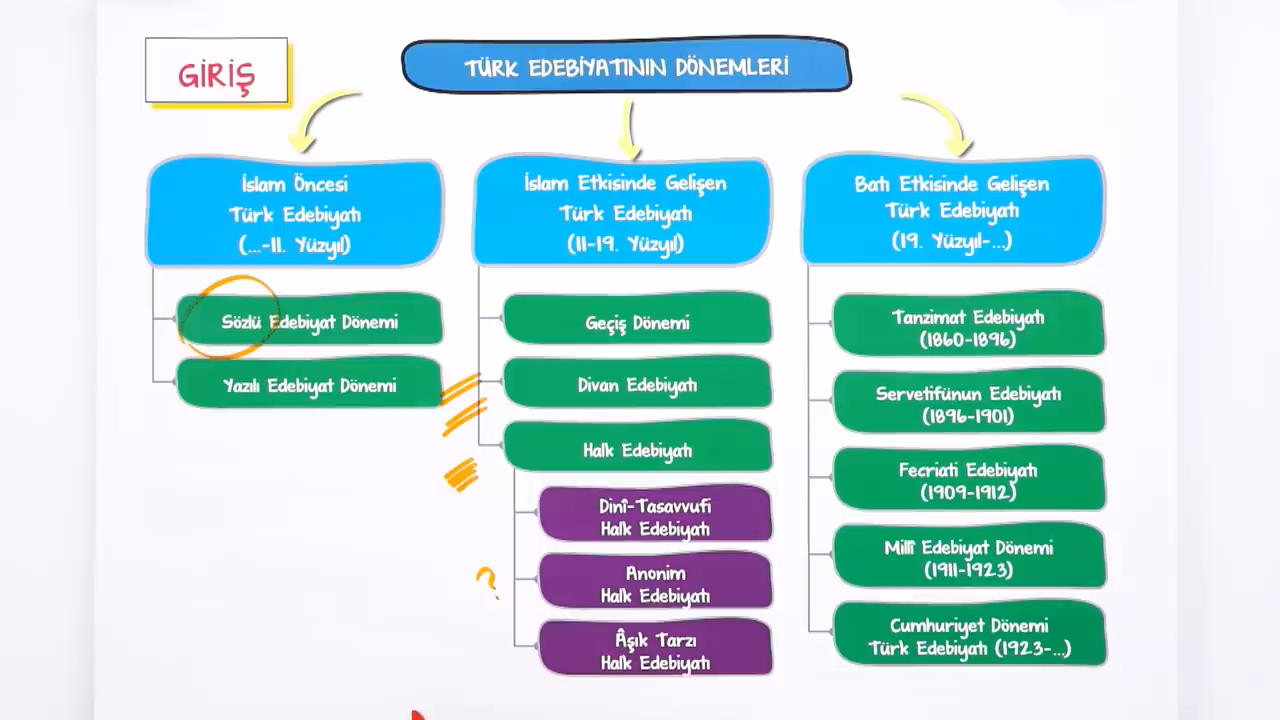 GİRİŞ
TÜRK EDEBİYATININ DÖNEMLERİ
İslam Öncesi
Türk Edebiyatı
(...-11. Yüzyıl)
Sözlü Edebiyat Dönemi
Yazılı Edebiyat Dönemi
İslam Etkisinde Gelişen
Türk Edebiyatı
(11-19. Yüzyıl)
Geçiş Dönemi
Divan Edebiyatı
Halk Edebiyatı
Dinî-Tasavvufi
Halk Edebiyatı
Anonim
Halk Edebiyatı
Âşık Tarzı
Halk Edebiyatı
?
Batı Etkisinde Gelişen
Türk Edebiyatı
(19. Yüzyıl-...)
Tanzimat Edebiyatı
(1860-1896)
Servetifünun Edebiyatı
(1896-1901)
Fecriati Edebiyatı
(1909-1912)
Millî Edebiyat Dönemi
(1911-1923)
Cumhuriyet Dönemi
Türk Edebiyatı (1923-...)